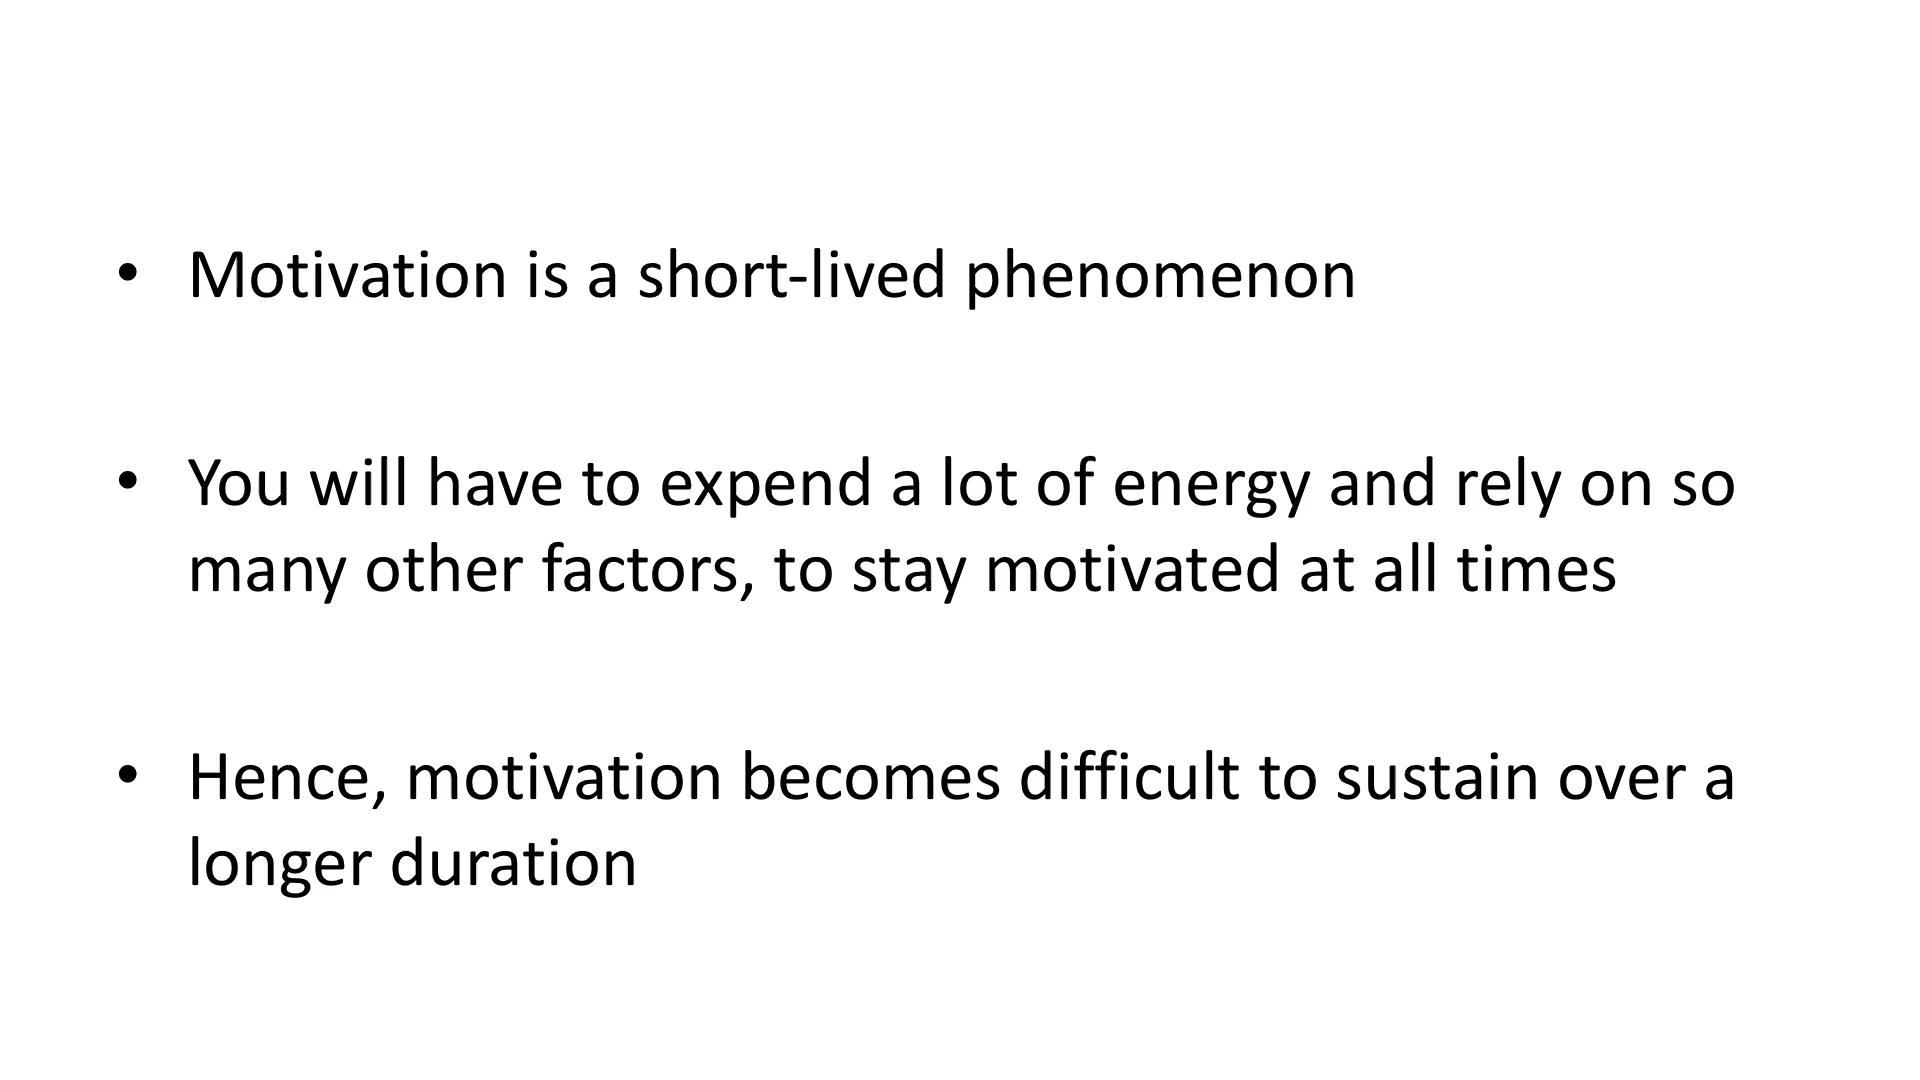 • Motivation is a short-lived phenomenon
• You will have to expend a lot of energy and rely on so
many other factors, to stay motivated at all times
• Hence, motivation becomes difficult to sustain over a
longer duration